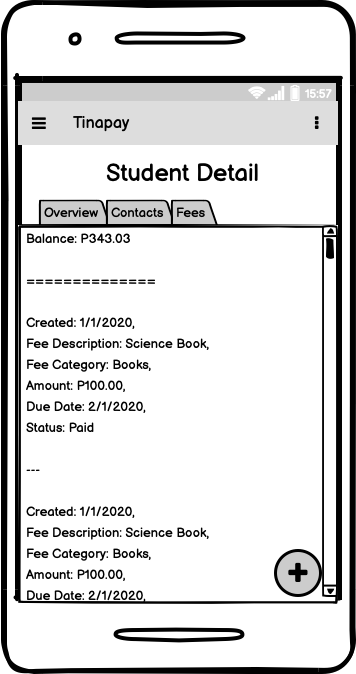 15:57
Tinapay
Student Detail
Overview Contacts Fees
Balance: P343.03
==============
Created: 1/1/2020,
Fee Description: Science Book,
Fee Category: Books,
Amount: P100.00,
Due Date: 2/1/2020,
Status: Paid
---
Created: 1/1/2020,
Fee Description: Science Book,
Fee Category: Books,
Amount: P100.00,
Due Date: 2/1/2020,